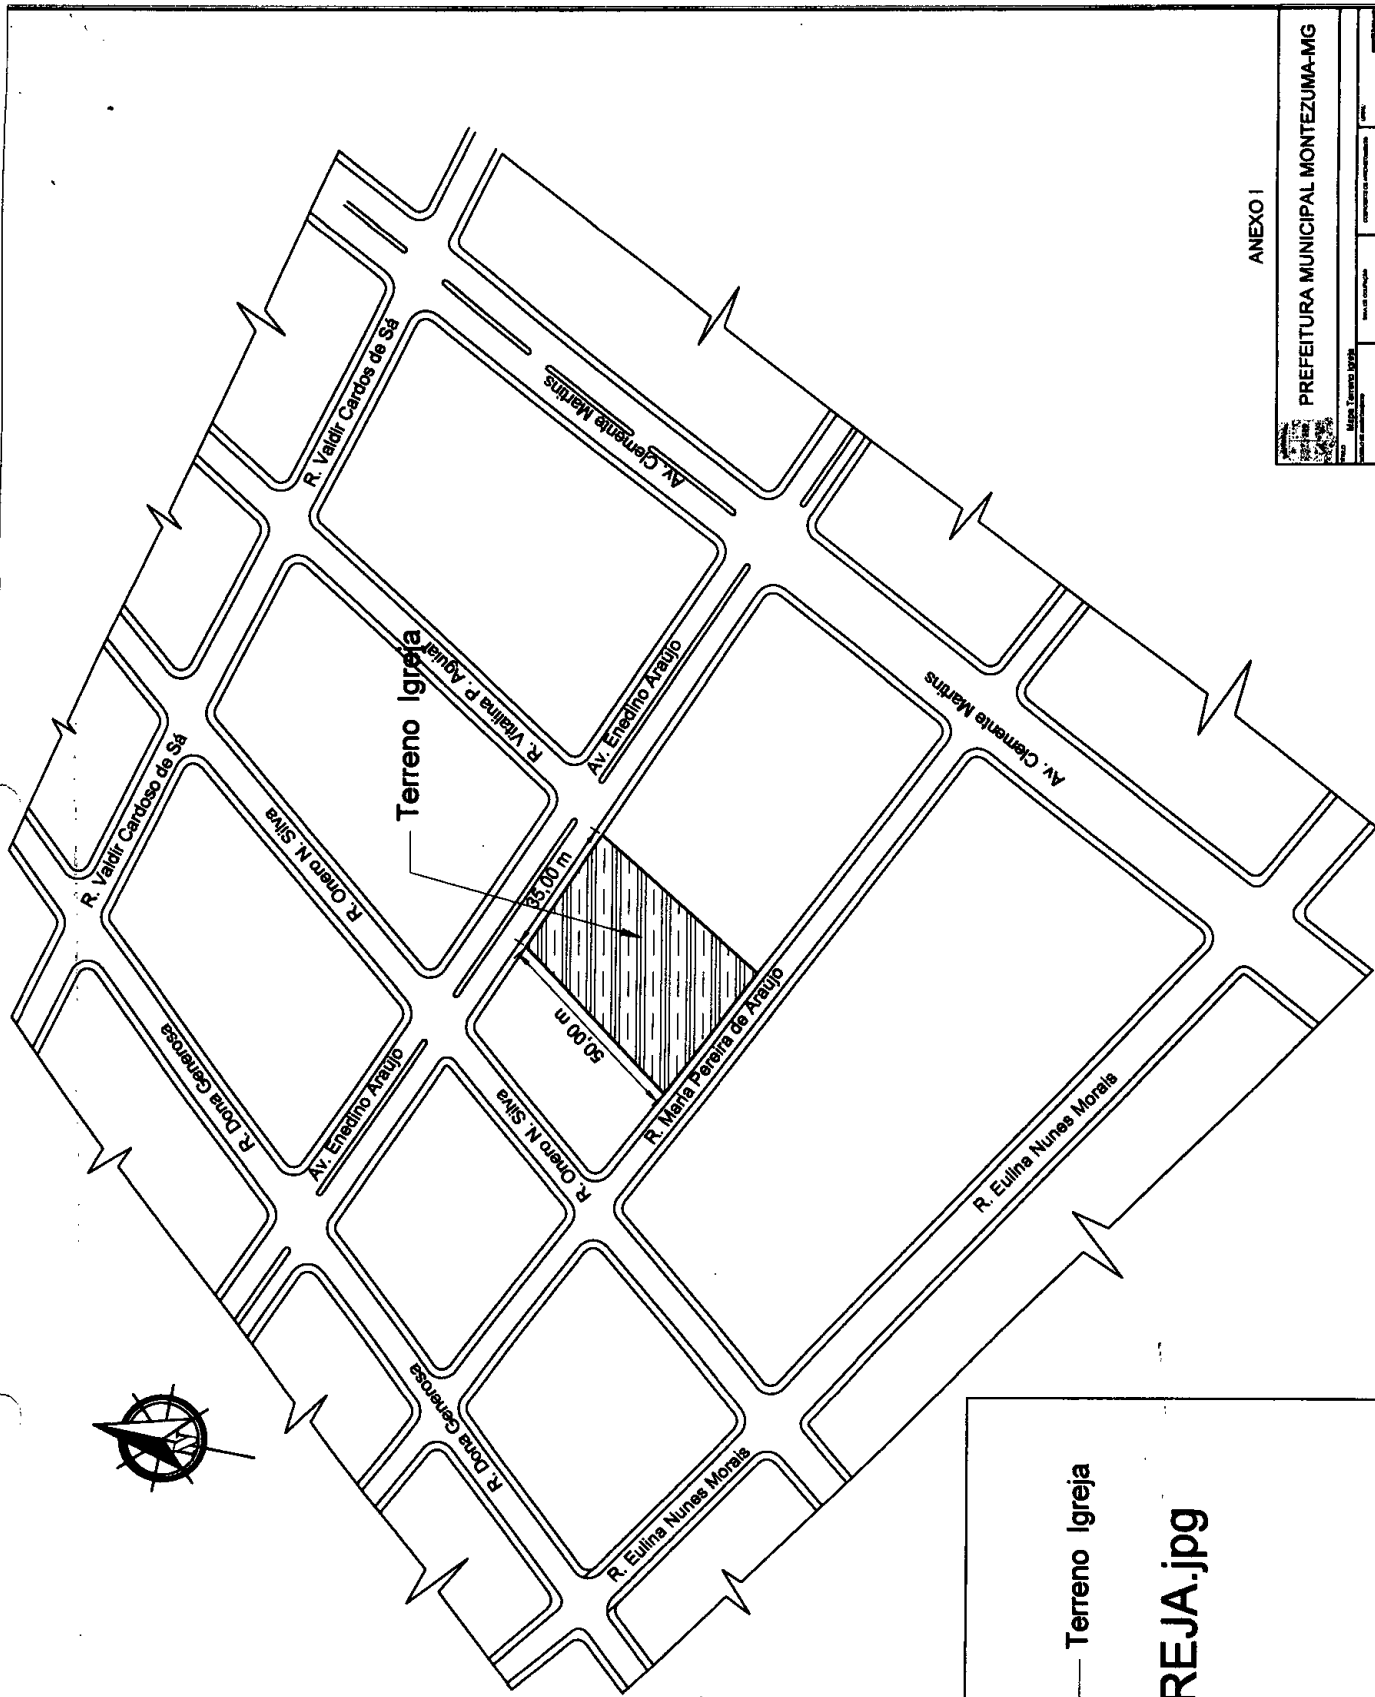 ANEXO I
PREFEITURA MUNICIPAL MONTEZUMA-MG
Mapa Terreno Igreja
R. Valdir Cardos de Sá
Av. Clemente Martins
R. Vitalina P. Aguiar
Terreno Igreja
Av. Enedino Araújo
R. Valdir Cardoso de Sá
R. Onero N. Silva
35,00 m
50,00 m
Av. Clemente Martins
R. Dona Generosa
Av. Enedino Araújo
R. Onero N. Silva
R. Maria Pereira de Araújo
R. Eulina Nunes Morais
R. Dona Generosa
R. Eulina Nunes Morais
Terreno Igreja
REJA.jpg